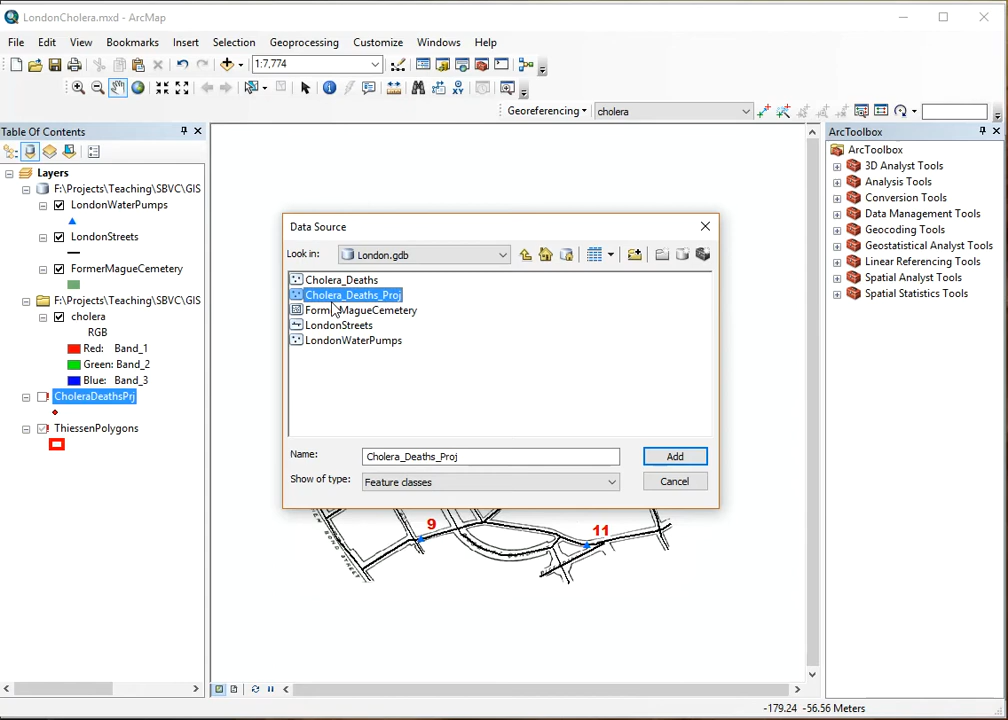 LondonCholera.mxd - ArcMap
File Edit View Bookmarks Insert Selection Geoprocessing Customize Windows Help
1:7,774
Georeferencing cholera
Table Of Contents
Layers
F:\Projects\Teaching\SBVC\GIS
LondonWaterPumps
LondonStreets
FormerMagueCemetery
F:\Projects\Teaching\SBVC\GIS
cholera
RGB
Red: Band_1
Green: Band_2
Blue: Band_3
CholeraDeathsPrj
ThiessenPolygons
Data Source
Look in: London.gdb
Cholera_Deaths
Cholera_Deaths_Proj
FormerMagueCemetery
LondonStreets
LondonWaterPumps
Name: Cholera_Deaths_Proj Add
Show of type: Feature classes Cancel
9
11
BOND STREET
ArcToolbox
ArcToolbox
3D Analyst Tools
Analysis Tools
Conversion Tools
Data Management Tools
Geocoding Tools
Geostatistical Analyst Tools
Linear Referencing Tools
Spatial Analyst Tools
Spatial Statistics Tools
-179.24 -56.56 Meters